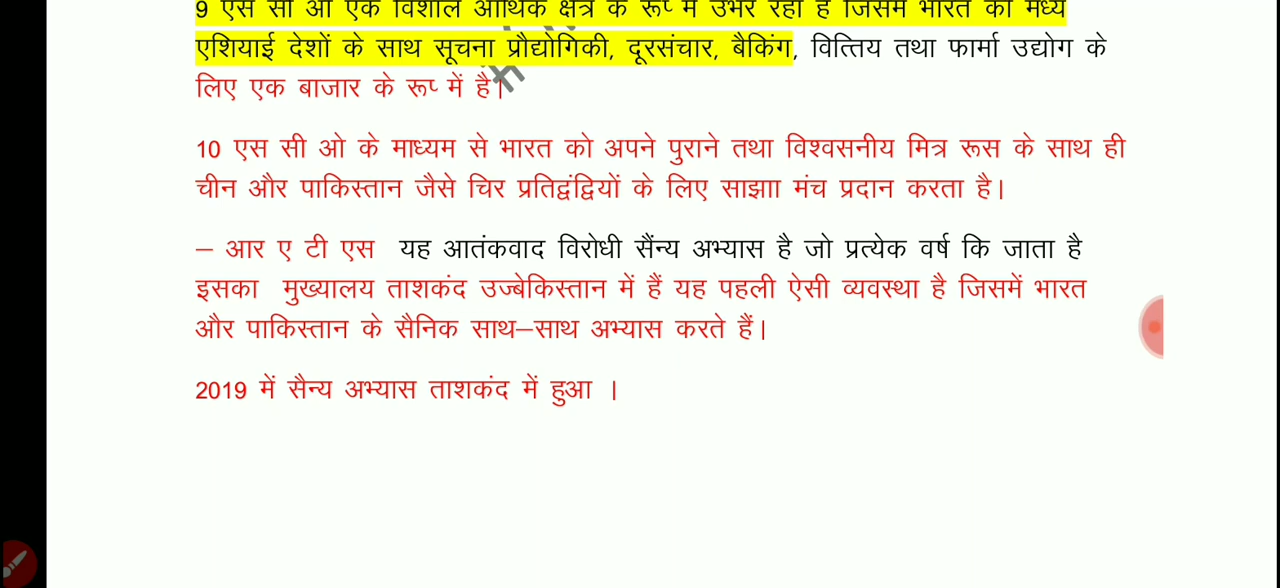 9 एस सी ओ एक विशाल आर्थिक क्षेत्र के रूप में उभर रहा है जिसमें भारत का मध्य
एशियाई देशों के साथ सूचना प्रौद्योगिकी, दूरसंचार, बैकिंग, वित्तिय तथा फार्मा उद्योग के
लिए एक बाजार के रूप में है।
10 एस सी ओ के माध्यम से भारत को अपने पुराने तथा विश्वसनीय मित्र रूस के साथ ही
चीन और पाकिस्तान जैसे चिर प्रतिद्वंद्वियों के लिए साझाा मंच प्रदान करता है।
– आर ए टी एस यह आतंकवाद विरोधी सैंन्य अभ्यास है जो प्रत्येक वर्ष कि जाता है
इसका मुख्यालय ताशकंद उज्बेकिस्तान में हैं यह पहली ऐसी व्यवस्था है जिसमें भारत
और पाकिस्तान के सैनिक साथ–साथ अभ्यास करते हैं।
2019 में सैन्य अभ्यास ताशकंद में हुआ ।